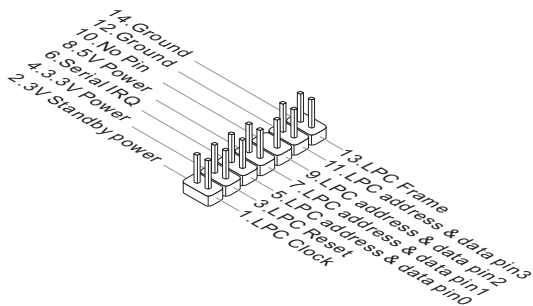 14.Ground
12.Ground
10.No Pin
8.5V Power
6.Serial IRQ
4.3.3V Power
2.3V Standby power
13.LPC Frame
11.LPC address & data pin3
9.LPC address & data pin2
7.LPC address & data pin1
5.LPC address & data pin0
3.LPC Reset
1.LPC Clock